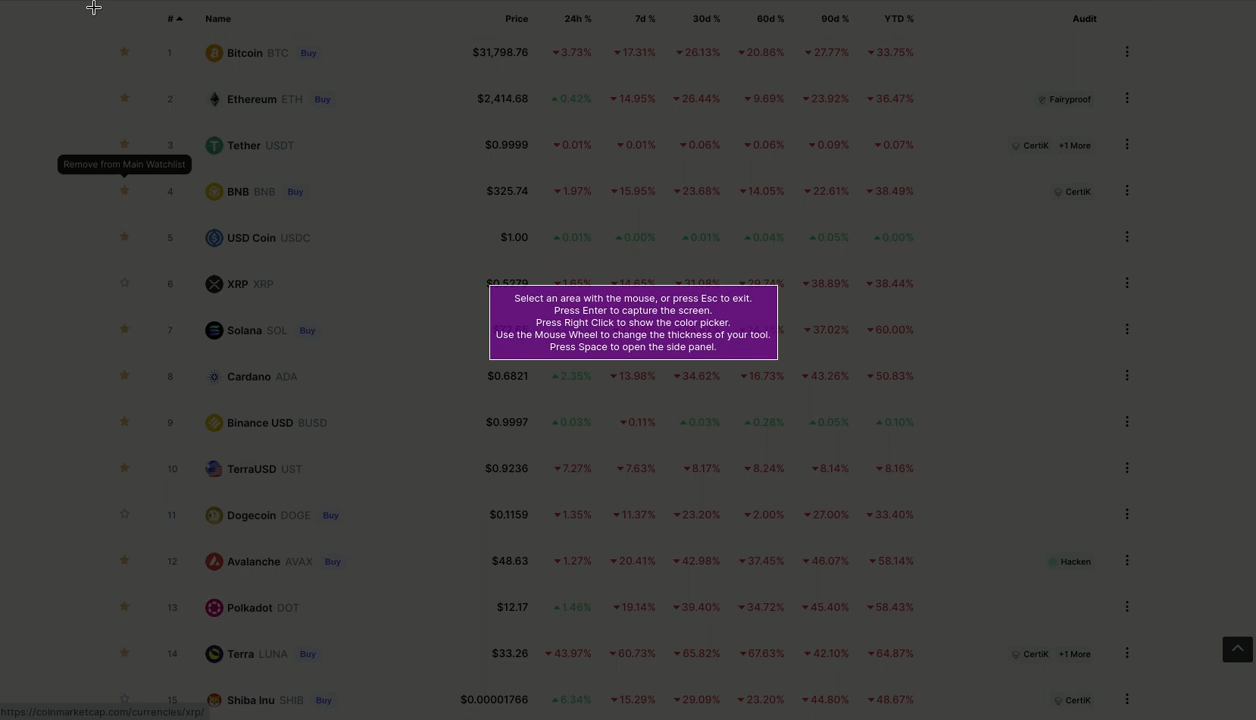 # Name Price 24h % 7d % 30d % 60d % 90d % YTD % Audit
1 Bitcoin BTC Buy $31,798.76 3.73% 17.31% 26.13% 20.86% 27.77% 33.75%
2 Ethereum ETH Buy $2,414.68 0.42% 14.95% 26.44% 9.69% 23.92% 36.47% Fairyproof
3 Tether USDT $0.9999 0.01% 0.01% 0.06% 0.06% 0.09% 0.07% CertiK +1 More
Remove from Main Watchlist
4 BNB BNB Buy $325.74 1.97% 15.95% 23.68% 14.05% 22.61% 38.49% CertiK
5 USD Coin USDC $1.00 0.01% 0.00% 0.01% 0.04% 0.05% 0.00%
6 XRP XRP 38.89% 38.44%
Select an area with the mouse, or press Esc to exit.
Press Enter to capture the screen.
Press Right Click to show the color picker.
Use the Mouse Wheel to change the thickness of your tool.
Press Space to open the side panel.
7 Solana SOL Buy 37.02% 60.00%
8 Cardano ADA $0.6821 2.35% 13.98% 34.62% 16.73% 43.26% 50.83%
9 Binance USD BUSD $0.9997 0.03% 0.11% 0.03% 0.28% 0.05% 0.10%
10 TerraUSD UST $0.9236 7.27% 7.63% 8.17% 8.24% 8.14% 8.16%
11 Dogecoin DOGE Buy $0.1159 1.35% 11.37% 23.20% 2.00% 27.00% 33.40%
12 Avalanche AVAX Buy $48.63 1.27% 20.41% 42.98% 37.45% 46.07% 58.14% Hacken
13 Polkadot DOT $12.17 1.46% 19.14% 39.40% 34.72% 45.40% 58.43%
14 Terra LUNA Buy $33.26 43.97% 60.73% 65.82% 67.63% 42.10% 64.87% CertiK +1 More
15 Shiba Inu SHIB Buy $0.00001766 6.34% 15.29% 29.09% 23.20% 44.80% 48.67% CertiK
https://coinmarketcap.com/currencies/xrp/